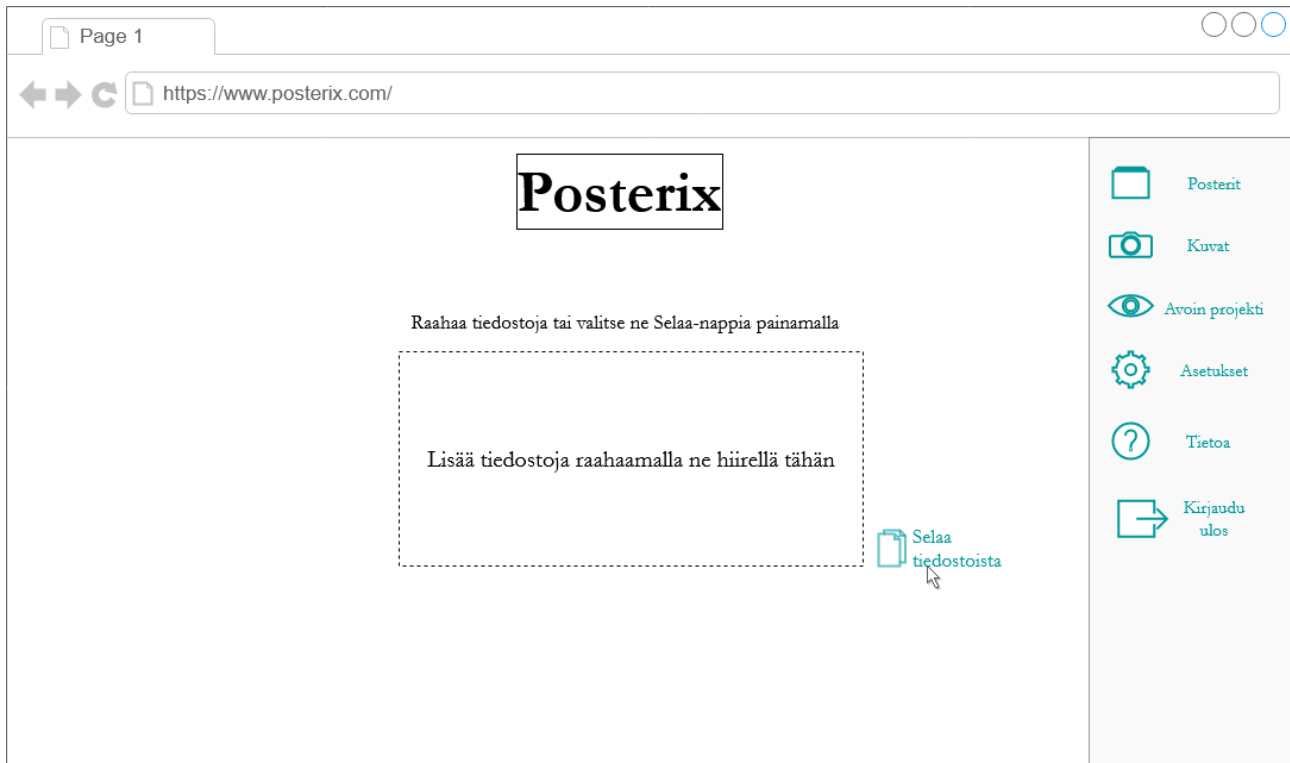 Page 1
https://www.posterix.com/
Posterix
Raahaa tiedostoja tai valitse ne Selaa-nappia painamalla
Lisää tiedostoja raahaamalla ne hiirellä tähän
Selaa
tiedostoista
Posterit
Kuvat
Avoin projekti
Asetukset
?
Tietoa
Kirjaudu
ulos